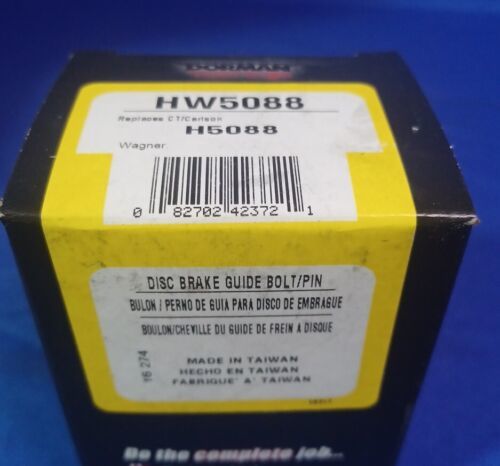 DORMAN
HW5088
Replaces CT/Carlson
H5088
Wagner
0 82702 42372 1
DISC BRAKE GUIDE BOLT/PIN
BULON / PERNO DE GUIA PARA DISCO DE EMBRAGUE
BOULON/CHEVILLE DU GUIDE DE FREIN A DISQUE
16 274
MADE IN TAIWAN
HECHO EN TAIWAN
FABRIQUE' A' TAIWAN
Be the complete job...